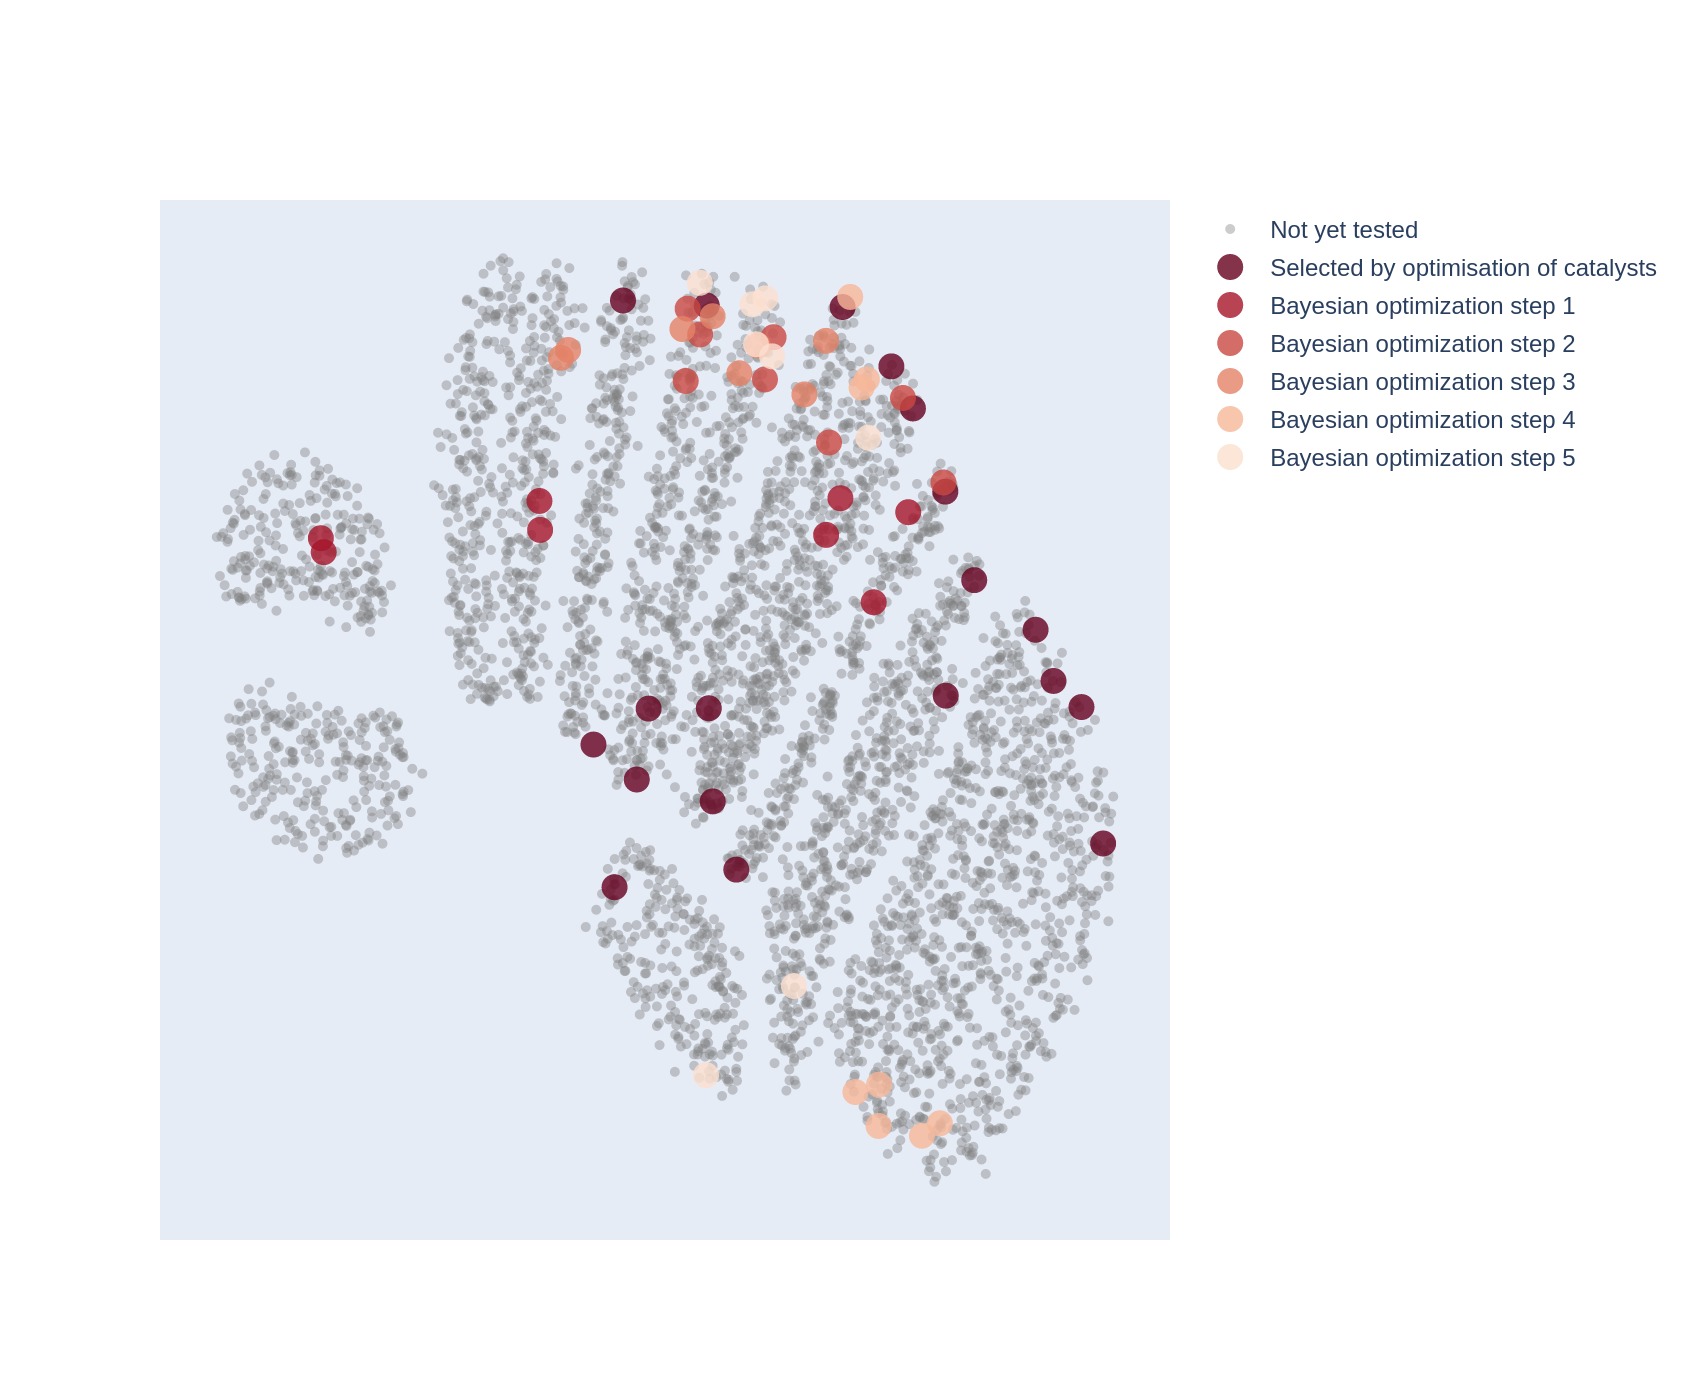 Not yet tested
Selected by optimisation of catalysts
Bayesian optimization step 1
Bayesian optimization step 2
Bayesian optimization step 3
Bayesian optimization step 4
Bayesian optimization step 5